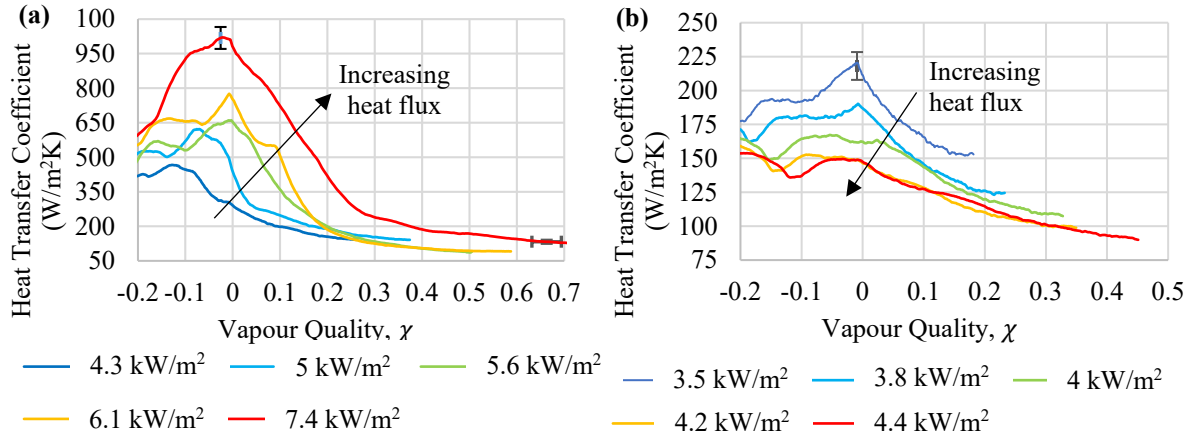 (a)
Heat Transfer Coefficient
(W/m²K)
100
950
800
650
500
350
200
50
-0.2 -0.1 0 0.1 0.2 0.3 0.4 0.5 0.6 0.7
Vapour Quality, χ
Increasing
heat flux
4.3 kW/m² 5 kW/m² 5.6 kW/m²
6.1 kW/m² 7.4 kW/m²
(b)
Heat Transfer Coefficient
(W/m²K)
250
225
200
175
150
125
100
75
-0.2 -0.1 0 0.1 0.2 0.3 0.4 0.5
Vapour Quality, χ
Increasing
heat flux
3.5 kW/m² 3.8 kW/m² 4 kW/m²
4.2 kW/m² 4.4 kW/m²